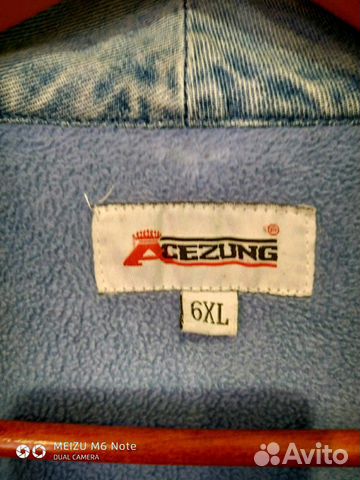 ACEZUNG
®
6XL
MEIZU M6 Note
DUAL CAMERA
Avito